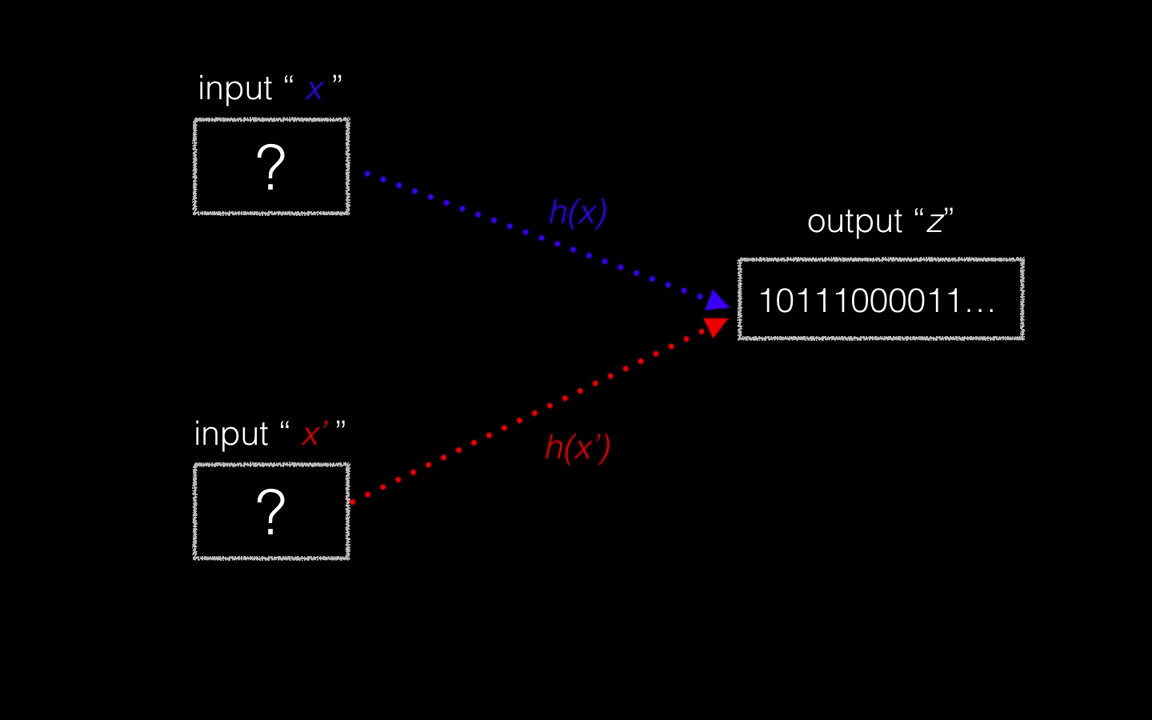 input “ x ”
?
h(x)
output “z”
10111000011...
input “ x’ ”
h(x’)
?